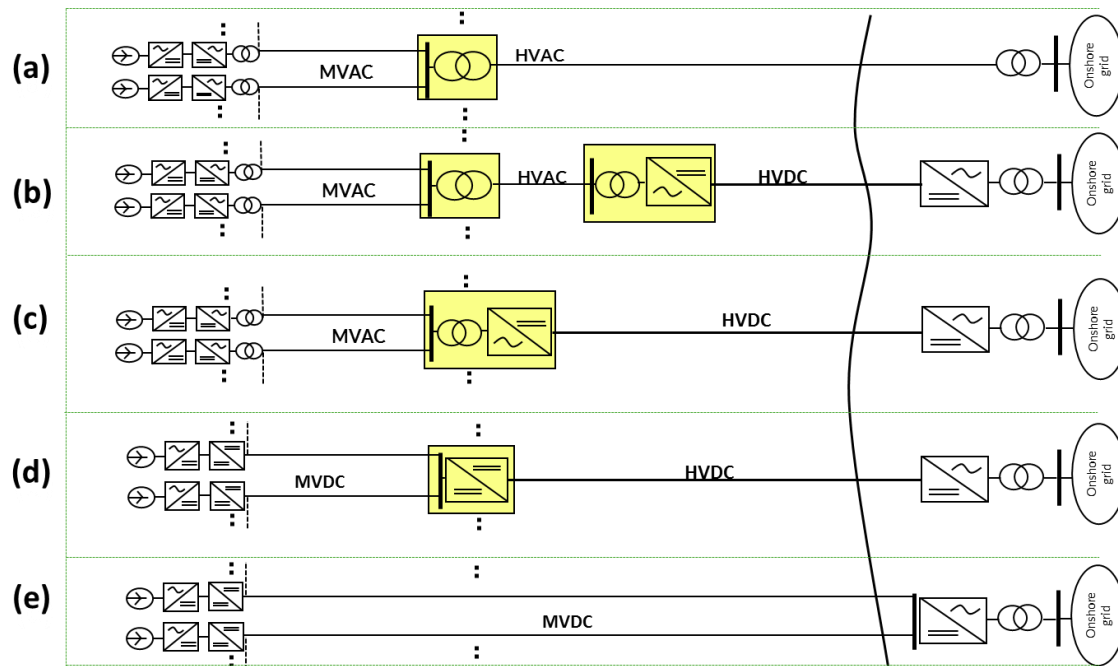 (a)
MVAC
HVAC
Onshore
grid
(b)
MVAC
HVAC
HVDC
Onshore
grid
(c)
MVAC
HVDC
Onshore
grid
(d)
MVDC
HVDC
Onshore
grid
(e)
MVDC
Onshore
grid